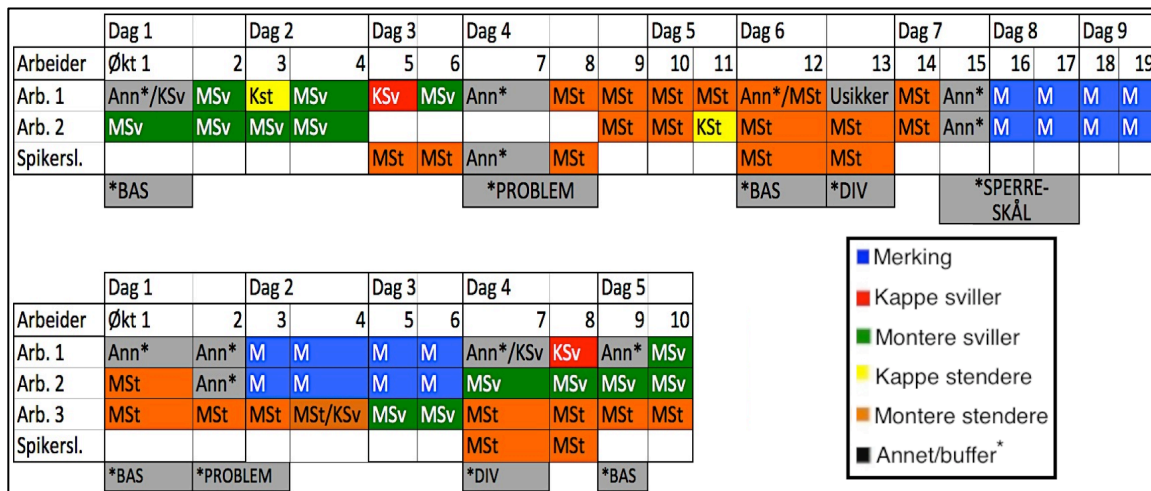 Dag 1 Dag 2 Dag 3 Dag 4 Dag 5 Dag 6 Dag 7 Dag 8 Dag 9
Arbeider Økt 1 2 3 4 5 6 7 8 9 10 11 12 13 14 15 16 17 18 19
Arb. 1 Ann*/KSv MSv Kst MSv KSv MSv Ann* MSt MSt MSt MSt Ann*/MSt Usikker MSt Ann* M M M M
Arb. 2 MSv MSv MSv MSv MSt MSt KSt MSt MSt MSt Ann* M M M M
Spikersl. MSt MSt Ann* MSt MSt MSt
*BAS *PROBLEM *BAS *DIV *SPERRE-
SKÅL
Dag 1 Dag 2 Dag 3 Dag 4 Dag 5
Arbeider Økt 1 2 3 4 5 6 7 8 9 10
Arb. 1 Ann* Ann* M M M M Ann*/KSv KSv Ann* MSv
Arb. 2 MSt Ann* M M M M MSv MSv MSv MSv
Arb. 3 MSt MSt MSt MSt/KSv MSv MSv MSt MSt MSt MSt
Spikersl. MSt MSt
*BAS *PROBLEM *DIV *BAS
Merking
Kappe sviller
Montere sviller
Kappe stendere
Montere stendere
Annet/buffer*